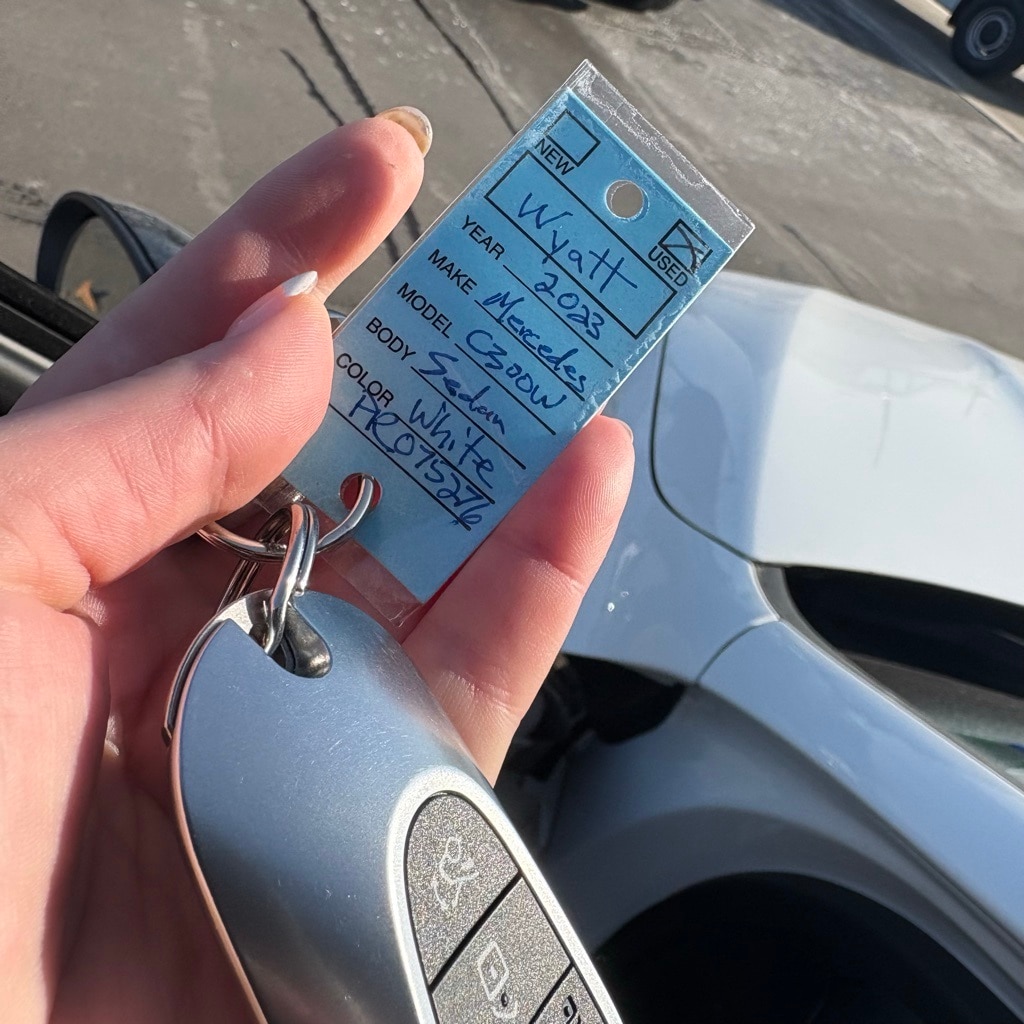 NEW
USED
Wyatt
YEAR 2023
MAKE Mercedes
MODEL C300W
BODY Sedan
COLOR White
PR075276